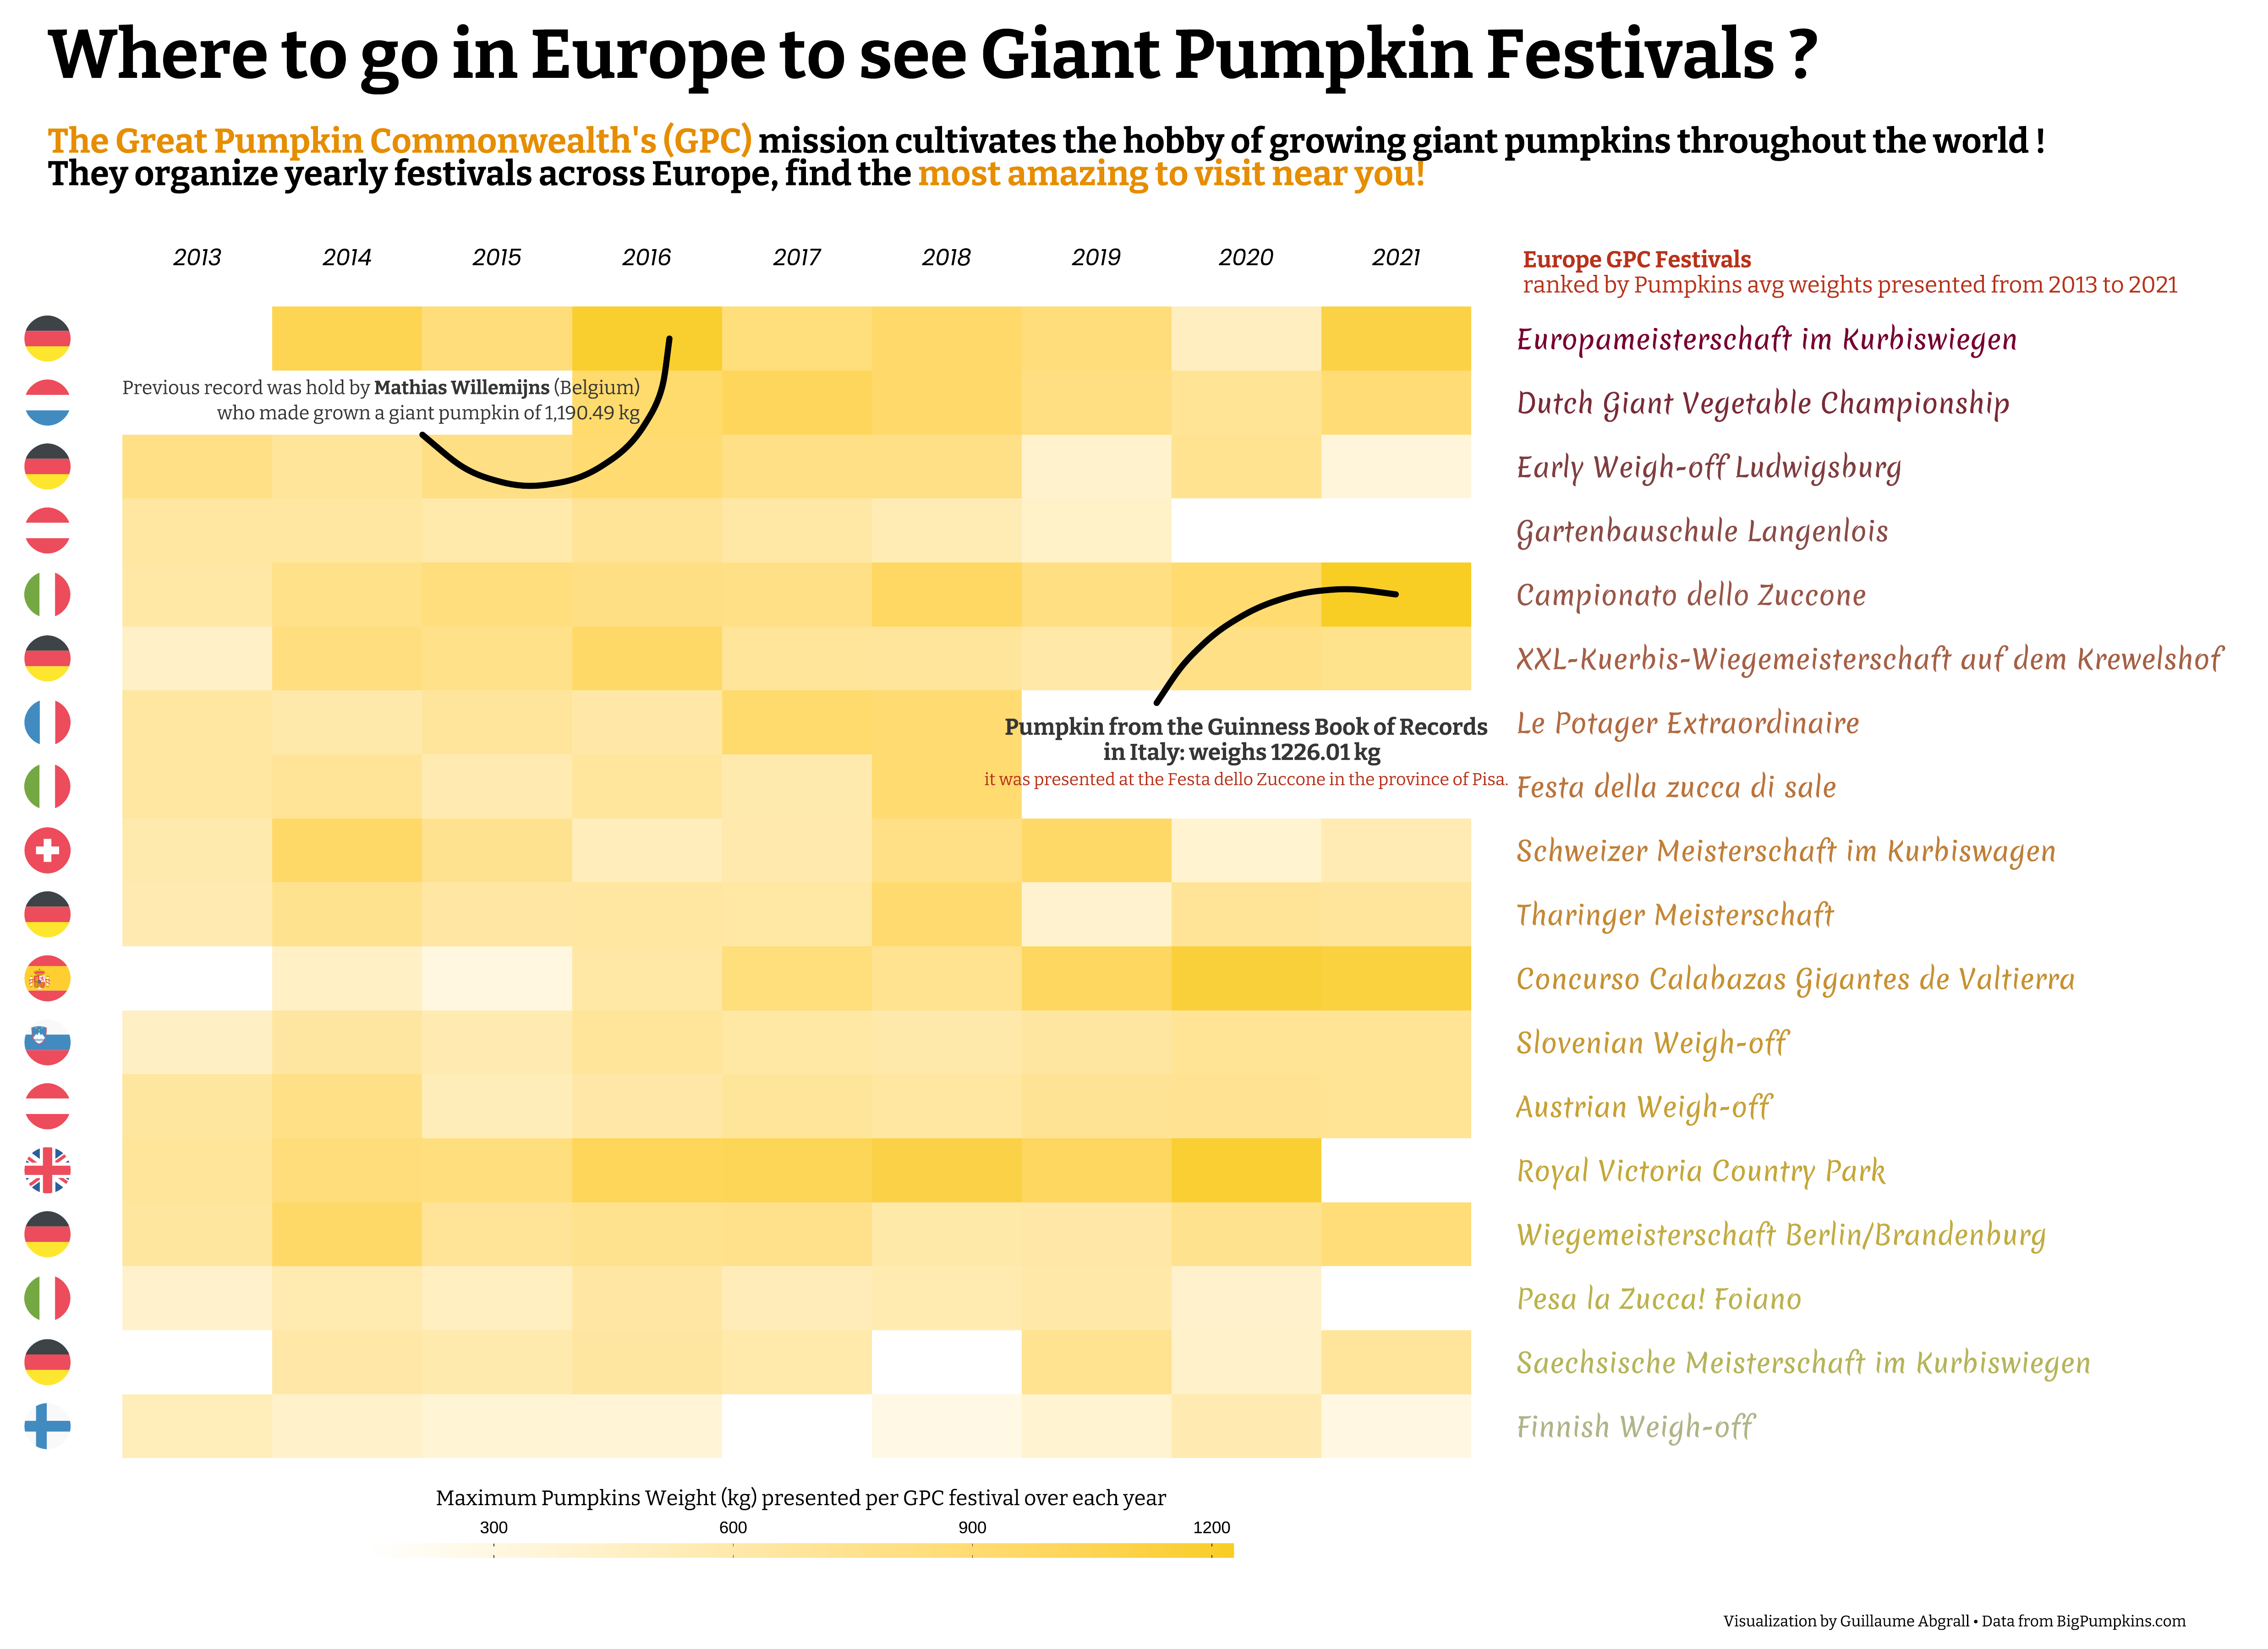 Where to go in Europe to see Giant Pumpkin Festivals ?
The Great Pumpkin Commonwealth's (GPC) mission cultivates the hobby of growing giant pumpkins throughout the world !
They organize yearly festivals across Europe, find the most amazing to visit near you!
2013 2014 2015 2016 2017 2018 2019 2020 2021
Europe GPC Festivals
ranked by Pumpkins avg weights presented from 2013 to 2021
Europameisterschaft im Kurbiswiegen
Previous record was hold by Mathias Willemijns (Belgium)
who made grown a giant pumpkin of 1,190.49 kg
Dutch Giant Vegetable Championship
Early Weigh-off Ludwigsburg
Gartenbauschule Langenlois
Campionato dello Zuccone
XXL-Kuerbis-Wiegemeisterschaft auf dem Krewelshof
Pumpkin from the Guinness Book of Records
in Italy: weighs 1226.01 kg
it was presented at the Festa dello Zuccone in the province of Pisa.
Le Potager Extraordinaire
Festa della zucca di sale
Schweizer Meisterschaft im Kurbiswagen
Tharinger Meisterschaft
Concurso Calabazas Gigantes de Valtierra
Slovenian Weigh-off
Austrian Weigh-off
Royal Victoria Country Park
Wiegemeisterschaft Berlin/Brandenburg
Pesa la Zucca! Foiano
Saechsische Meisterschaft im Kurbiswiegen
Finnish Weigh-off
Maximum Pumpkins Weight (kg) presented per GPC festival over each year
300 600 900 1200
Visualization by Guillaume Abgrall • Data from BigPumpkins.com